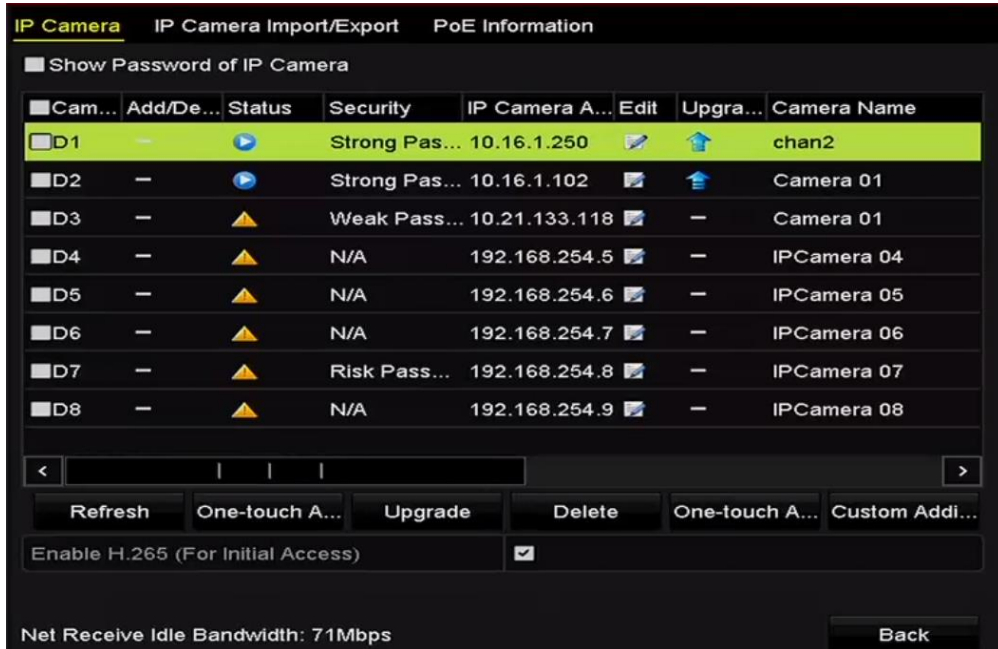 IP Camera IP Camera Import/Export PoE Information
Show Password of IP Camera
Cam... Add/De... Status Security IP Camera A... Edit Upgra... Camera Name
D1 – Strong Pas... 10.16.1.250 chan2
D2 – Strong Pas... 10.16.1.102 Camera 01
D3 – Weak Pass... 10.21.133.118 – Camera 01
D4 – N/A 192.168.254.5 – IPCamera 04
D5 – N/A 192.168.254.6 – IPCamera 05
D6 – N/A 192.168.254.7 – IPCamera 06
D7 – Risk Pass... 192.168.254.8 – IPCamera 07
D8 – N/A 192.168.254.9 – IPCamera 08
< >
Refresh One-touch A... Upgrade Delete One-touch A... Custom Addi...
Enable H.265 (For Initial Access)
Net Receive Idle Bandwidth: 71Mbps Back